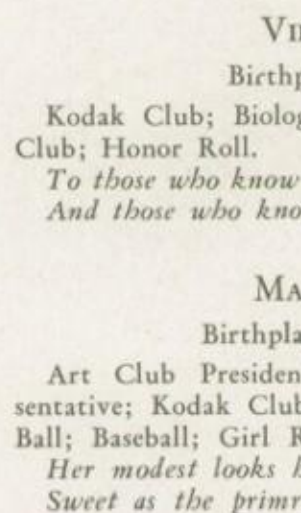 VI
Birthp
Kodak Club; Biolog
Club; Honor Roll.
To those who know
And those who kno
MA
Birthpla
Art Club Presiden
sentative; Kodak Club
Ball; Baseball; Girl R
Her modest looks
Sweet as the primr